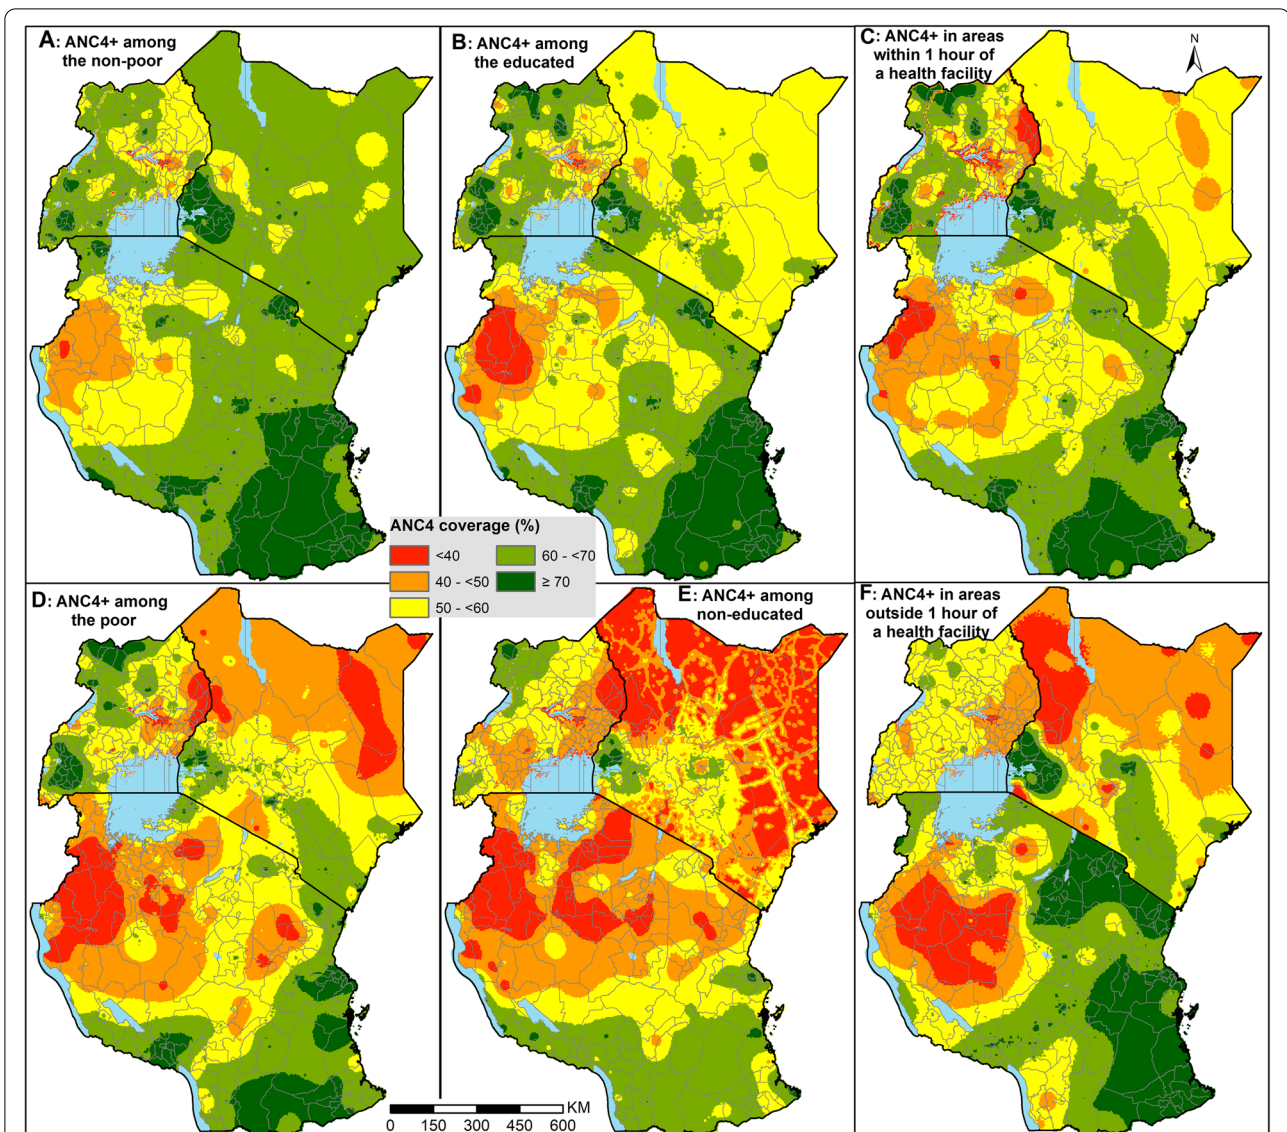 A: ANC4+ among
the non-poor
B: ANC4+ among
the educated
C: ANC4+ in areas
within 1 hour of
a health facility
N
ANC4 coverage (%)
<40
60 - <70
40 - <50
≥ 70
50 - <60
D: ANC4+ among
the poor
E: ANC4+ among
non-educated
F: ANC4+ in areas
outside 1 hour of
a health facility
KM
0 150 300 450 600